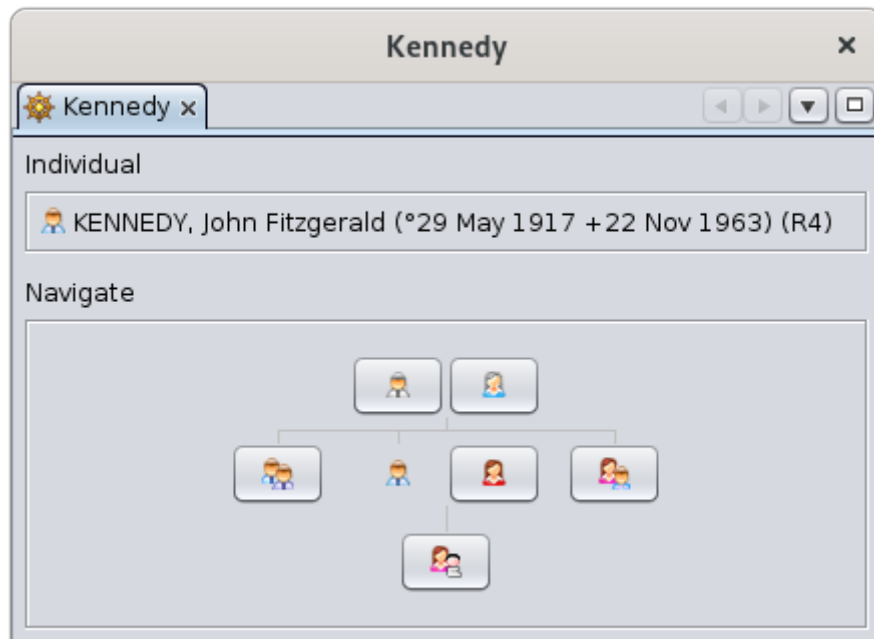 Kennedy
Kennedy
Individual
KENNEDY, John Fitzgerald (°29 May 1917 +22 Nov 1963) (R4)
Navigate